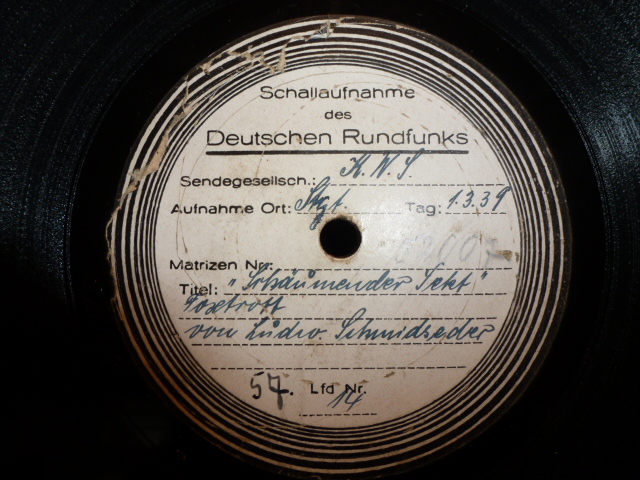 Schallaufnahme
des
Deutschen Rundfunks
Sendegesellsch.: K.W.S.
Aufnahme Ort: Stgt. Tag: 1.3.39
Matrizen Nr.
Titel: "Schäumender Sekt"
Foxtrott
von Ludw. Schmidseder
57. Lfd Nr.
14